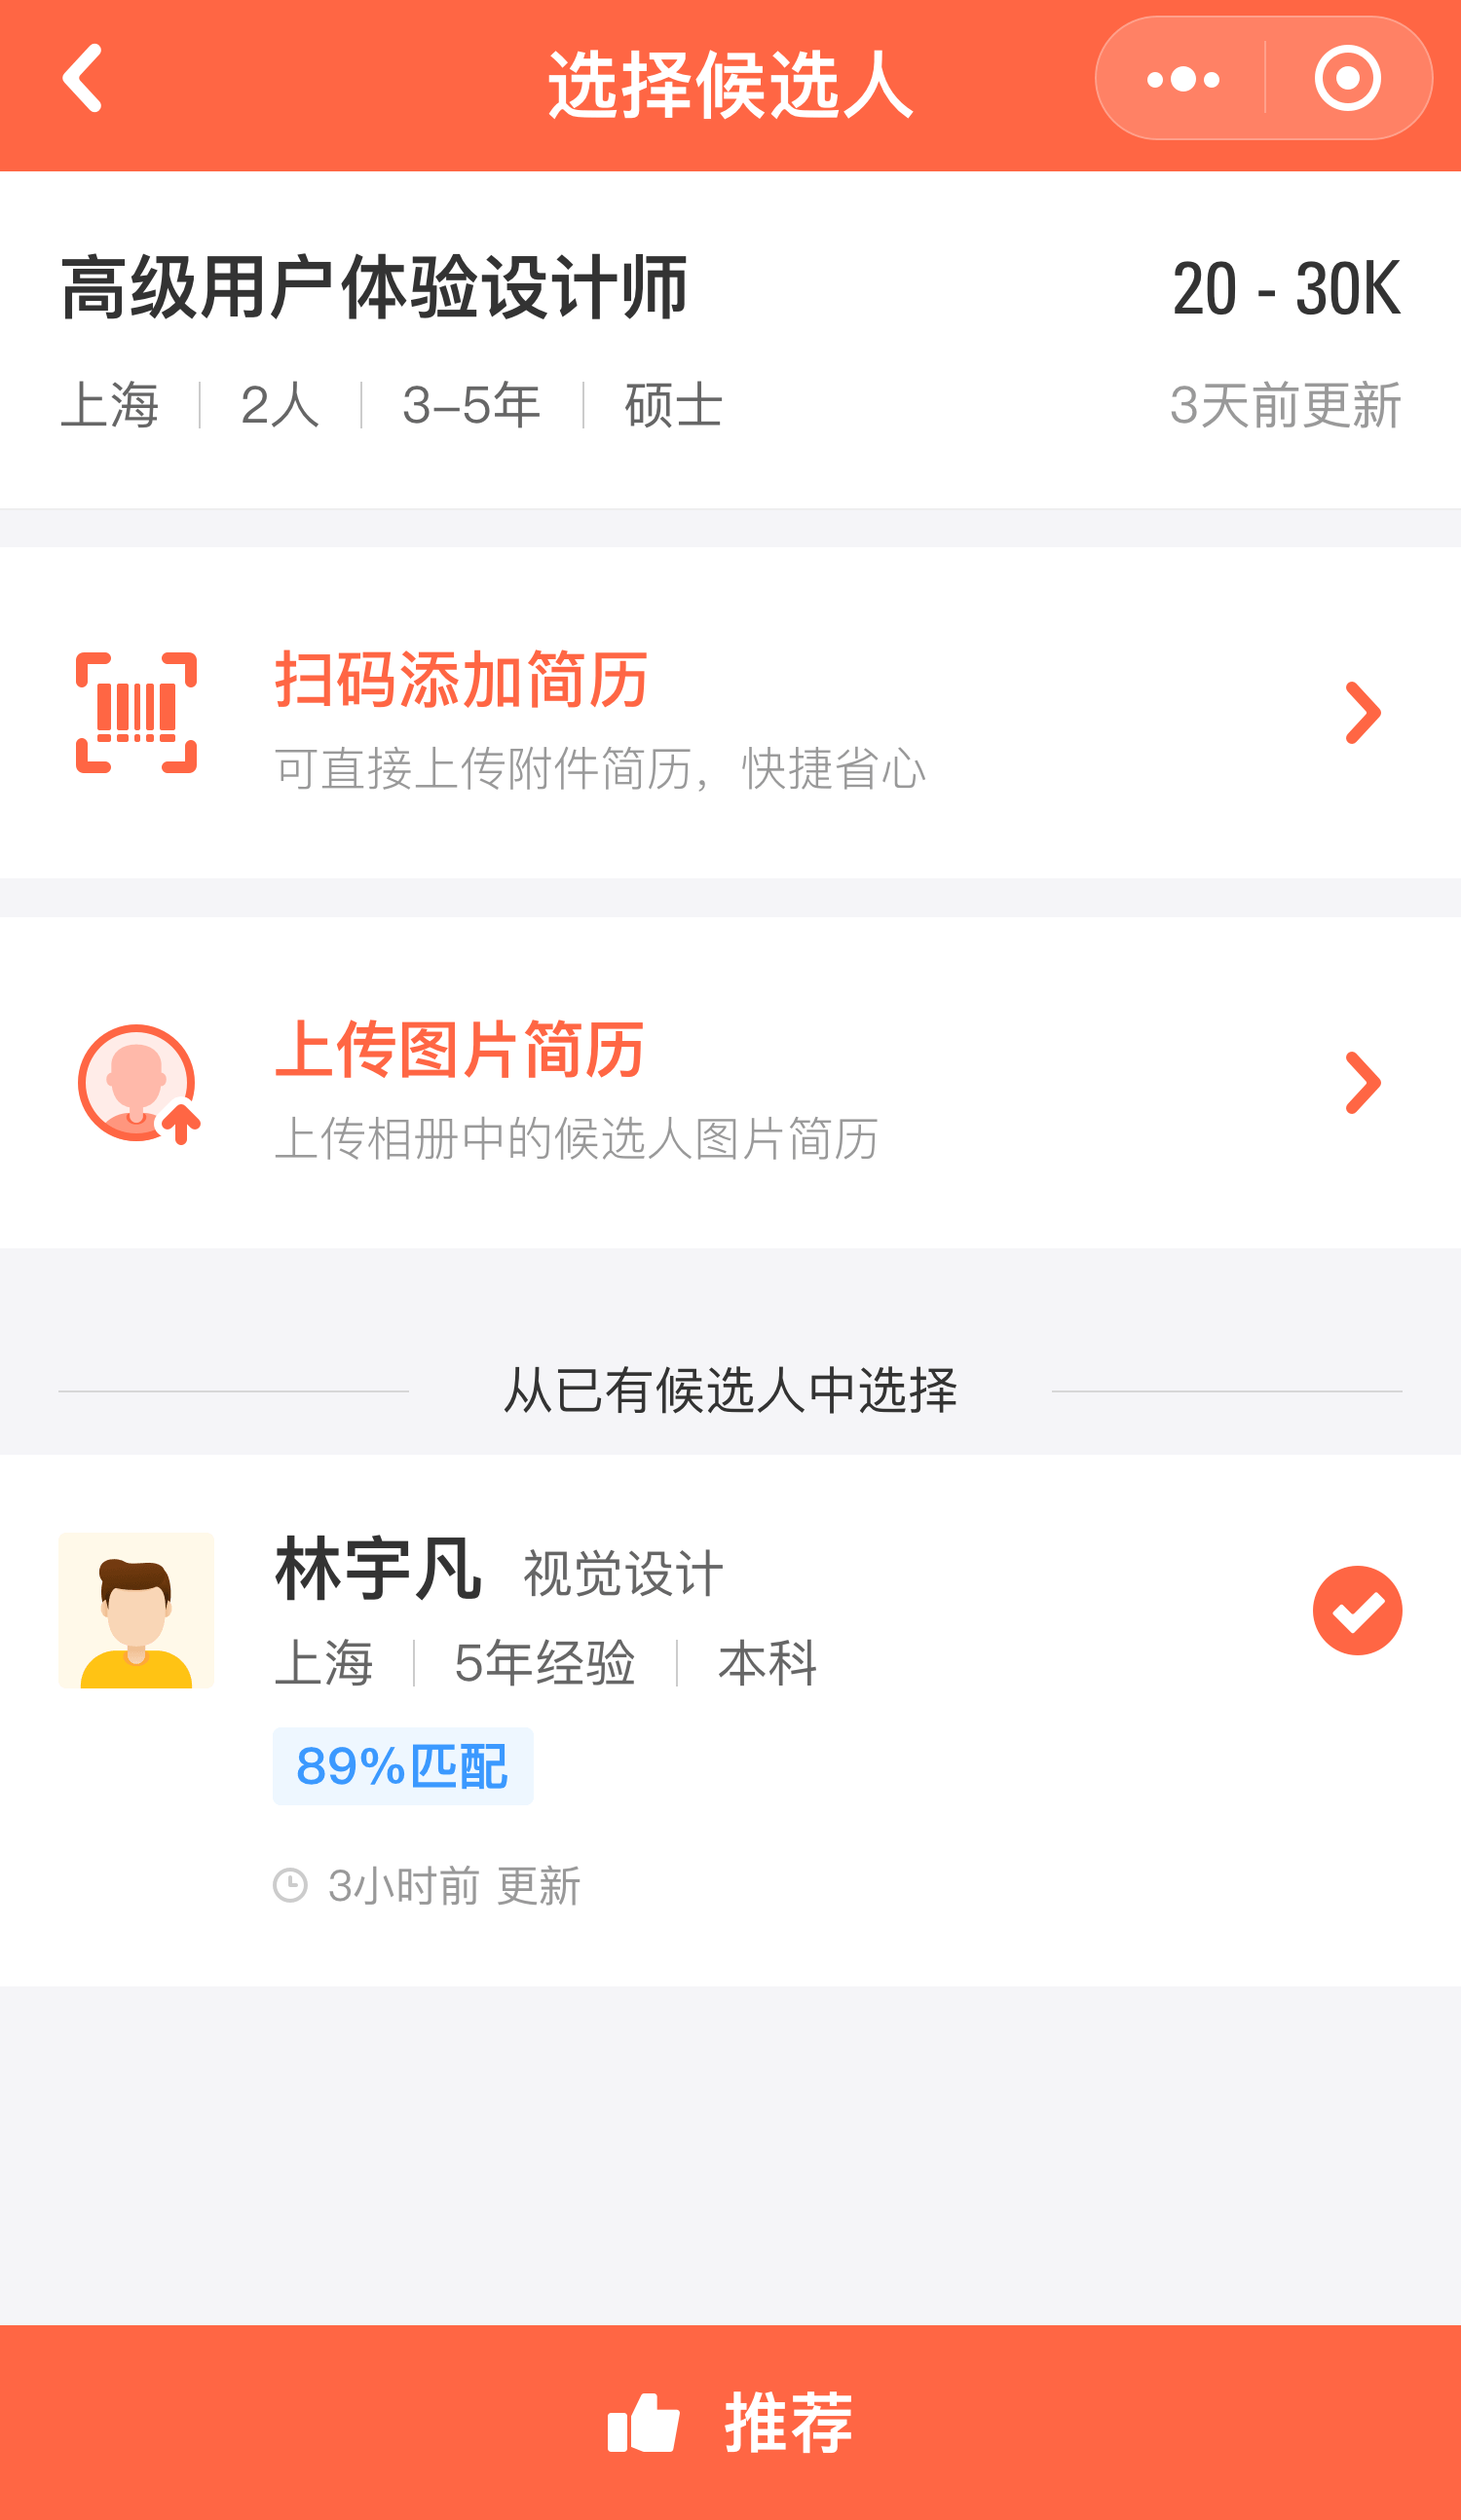 选择候选人
高级用户体验设计师 20 - 30K
上海 2人 3-5年 硕士 3天前更新
扫码添加简历
可直接上传附件简历，快捷省心
上传图片简历
上传相册中的候选人图片简历
从已有候选人中选择
林宇凡 视觉设计
上海 5年经验 本科
89%匹配
3小时前 更新
推荐